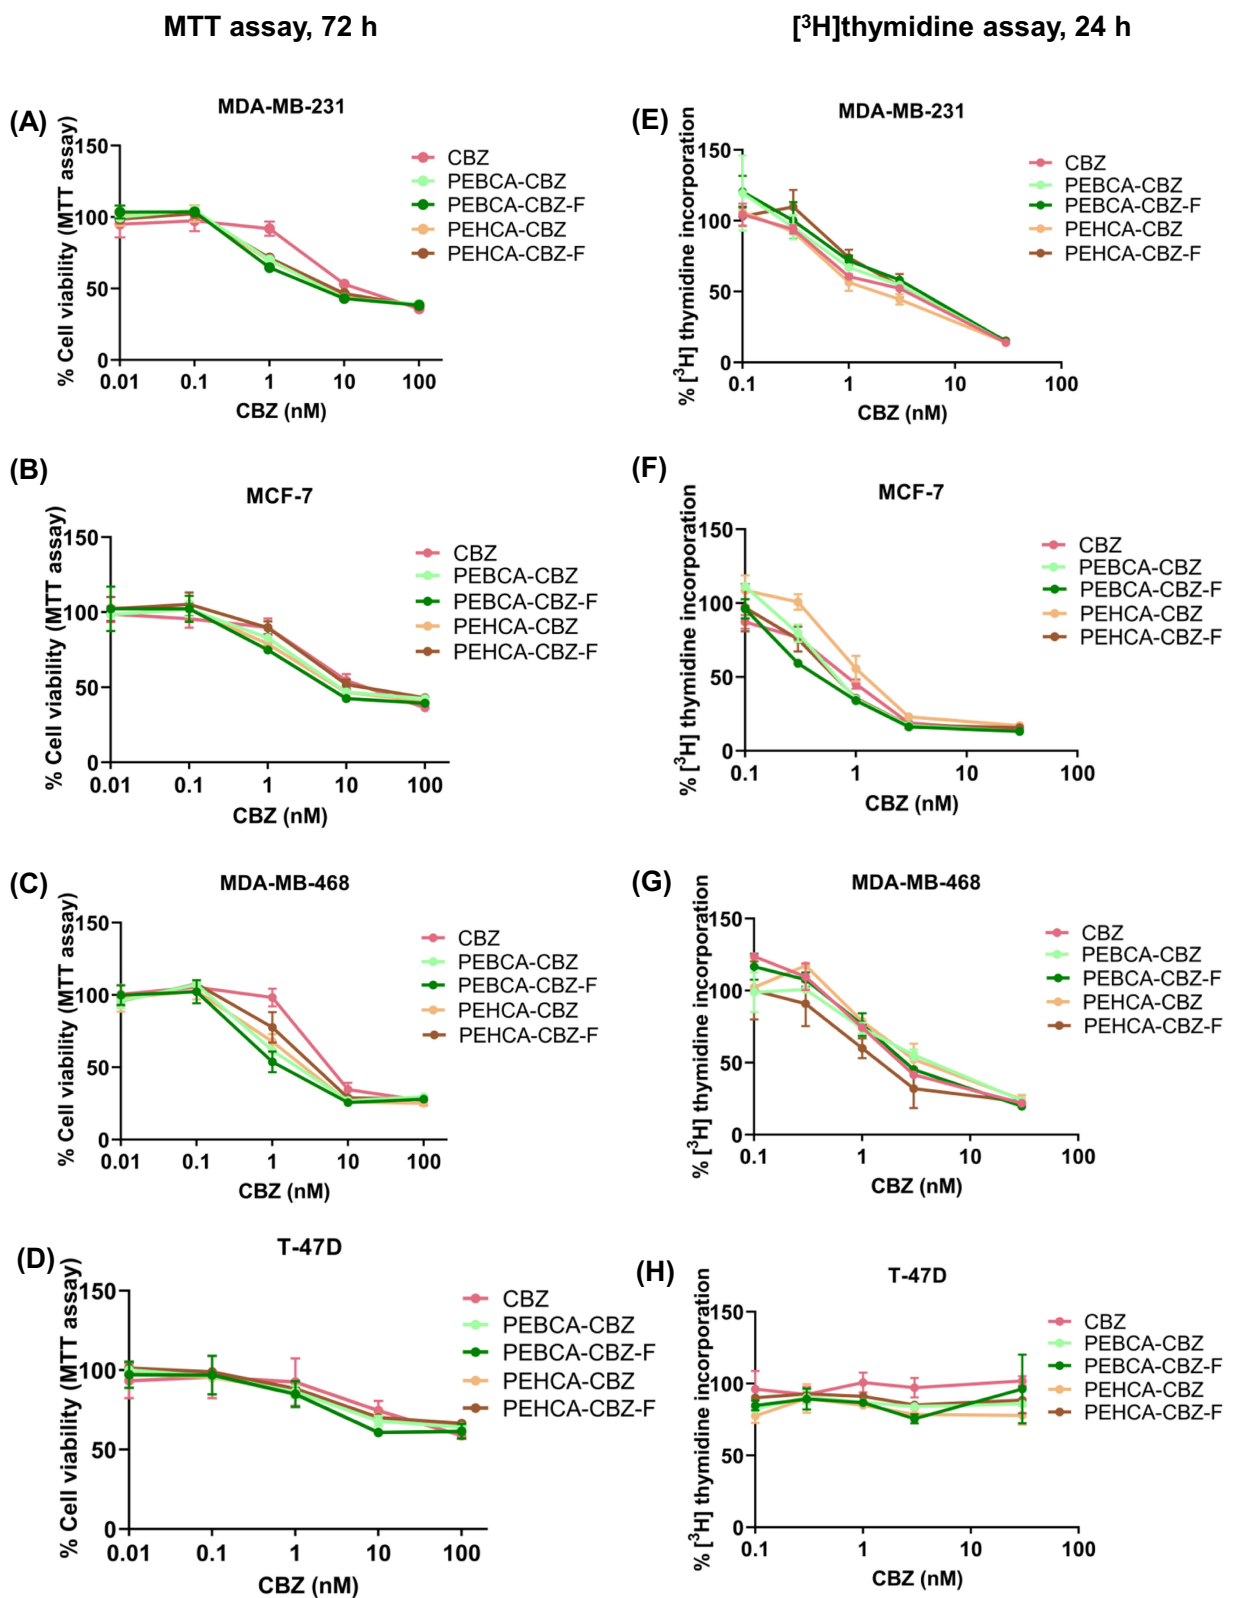 MTT assay, 72 h
[³H]thymidine assay, 24 h
(A)
MDA-MB-231
% Cell viability (MTT assay)
150
100
50
0
0.01 0.1 1 10 100
CBZ (nM)
CBZ
PEBCA-CBZ
PEBCA-CBZ-F
PEHCA-CBZ
PEHCA-CBZ-F
(E)
MDA-MB-231
% [³H] thymidine incorporation
150
100
50
0
0.1 1 10 100
CBZ (nM)
CBZ
PEBCA-CBZ
PEBCA-CBZ-F
PEHCA-CBZ
PEHCA-CBZ-F
(B)
MCF-7
% Cell viability (MTT assay)
150
100
50
0
0.01 0.1 1 10 100
CBZ (nM)
CBZ
PEBCA-CBZ
PEBCA-CBZ-F
PEHCA-CBZ
PEHCA-CBZ-F
(F)
MCF-7
% [³H] thymidine incorporation
150
100
50
0
0.1 1 10 100
CBZ (nM)
CBZ
PEBCA-CBZ
PEBCA-CBZ-F
PEHCA-CBZ
PEHCA-CBZ-F
(C)
MDA-MB-468
% Cell viability (MTT assay)
150
100
50
0
0.01 0.1 1 10 100
CBZ (nM)
CBZ
PEBCA-CBZ
PEBCA-CBZ-F
PEHCA-CBZ
PEHCA-CBZ-F
(G)
MDA-MB-468
% [³H] thymidine incorporation
150
100
50
0
0.1 1 10 100
CBZ (nM)
CBZ
PEBCA-CBZ
PEBCA-CBZ-F
PEHCA-CBZ
PEHCA-CBZ-F
(D)
T-47D
% Cell viability (MTT assay)
150
100
50
0
0.01 0.1 1 10 100
CBZ (nM)
CBZ
PEBCA-CBZ
PEBCA-CBZ-F
PEHCA-CBZ
PEHCA-CBZ-F
(H)
T-47D
% [³H] thymidine incorporation
150
100
50
0
0.1 1 10 100
CBZ (nM)
CBZ
PEBCA-CBZ
PEBCA-CBZ-F
PEHCA-CBZ
PEHCA-CBZ-F